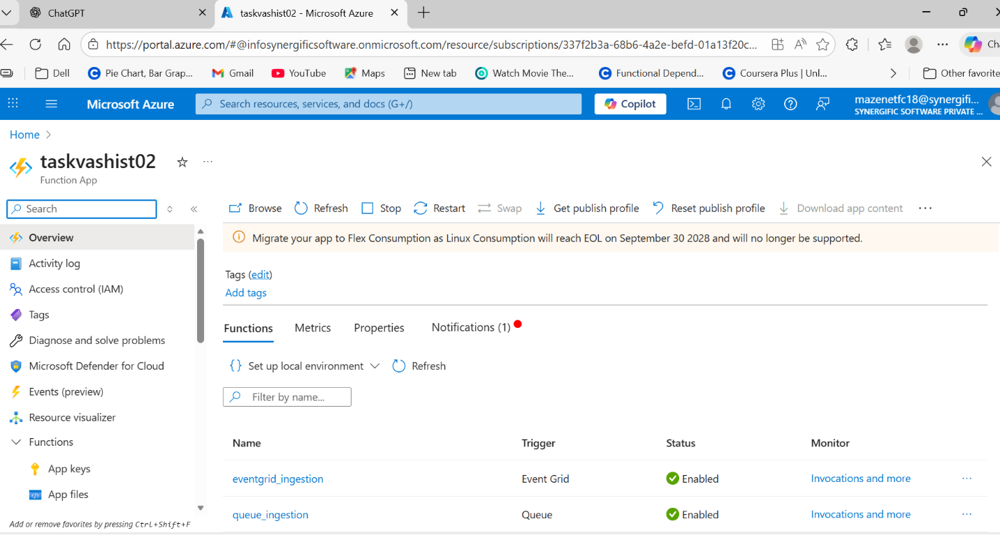 ChatGPT
taskvashist02 - Microsoft Azure
https://portal.azure.com/#@infosynergificsoftware.onmicrosoft.com/resource/subscriptions/337f2b3a-68b6-4a2e-befd-01a13f20c...
Dell
Pie Chart, Bar Grap...
Gmail
YouTube
Maps
New tab
Watch Movie The...
Functional Depend...
Coursera Plus | Unl...
Other favorite
Microsoft Azure
Search resources, services, and docs (G+/)
Copilot
mazenetfc18@synergifi...
SYNERGIFIC SOFTWARE PRIVATE ...
Home
taskvashist02
Function App
Search
Browse
Refresh
Stop
Restart
Swap
Get publish profile
Reset publish profile
Download app content
Overview
Activity log
Access control (IAM)
Tags
Diagnose and solve problems
Microsoft Defender for Cloud
Events (preview)
Resource visualizer
Functions
App keys
App files
Add or remove favorites by pressing Ctrl+Shift+F
Migrate your app to Flex Consumption as Linux Consumption will reach EOL on September 30 2028 and will no longer be supported.
Tags (edit)
Add tags
Functions
Metrics
Properties
Notifications (1)
Set up local environment
Refresh
Filter by name...
Name Trigger Status Monitor
eventgrid_ingestion Event Grid Enabled Invocations and more
queue_ingestion Queue Enabled Invocations and more